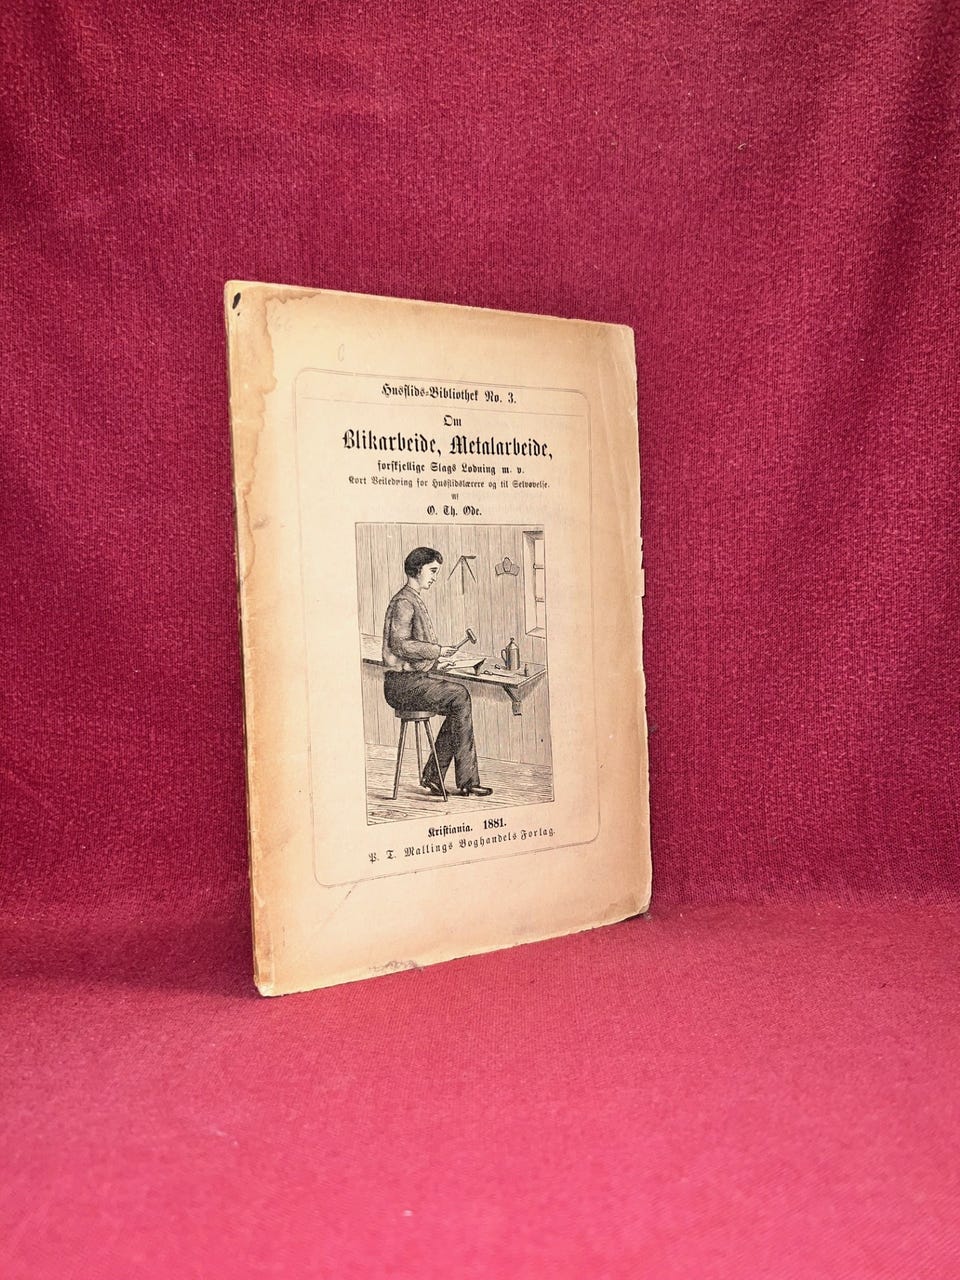 Husflids-Bibliothek No. 3.
Om
Blikarbeide, Metalarbeide,
forskjellige Slags Lodning m. v.
Kort Veiledning for Husflidslærere og til Selvøvelse.
Af
O. Th. Ode.
Kristiania. 1881.
P. T. Mallings Boghandels Forlag.